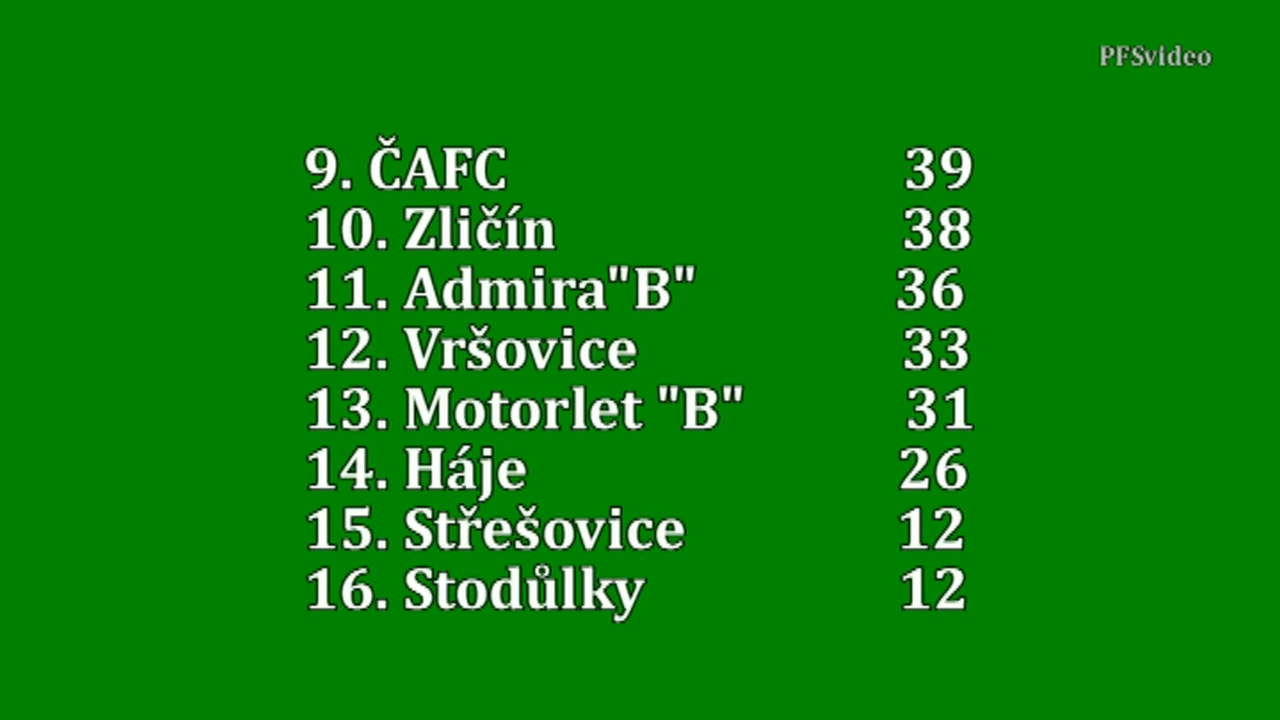 PFSvideo
9. ČAFC 39
10. Zličín 38
11. Admira"B" 36
12. Vršovice 33
13. Motorlet "B" 31
14. Háje 26
15. Střešovice 12
16. Stodůlky 12